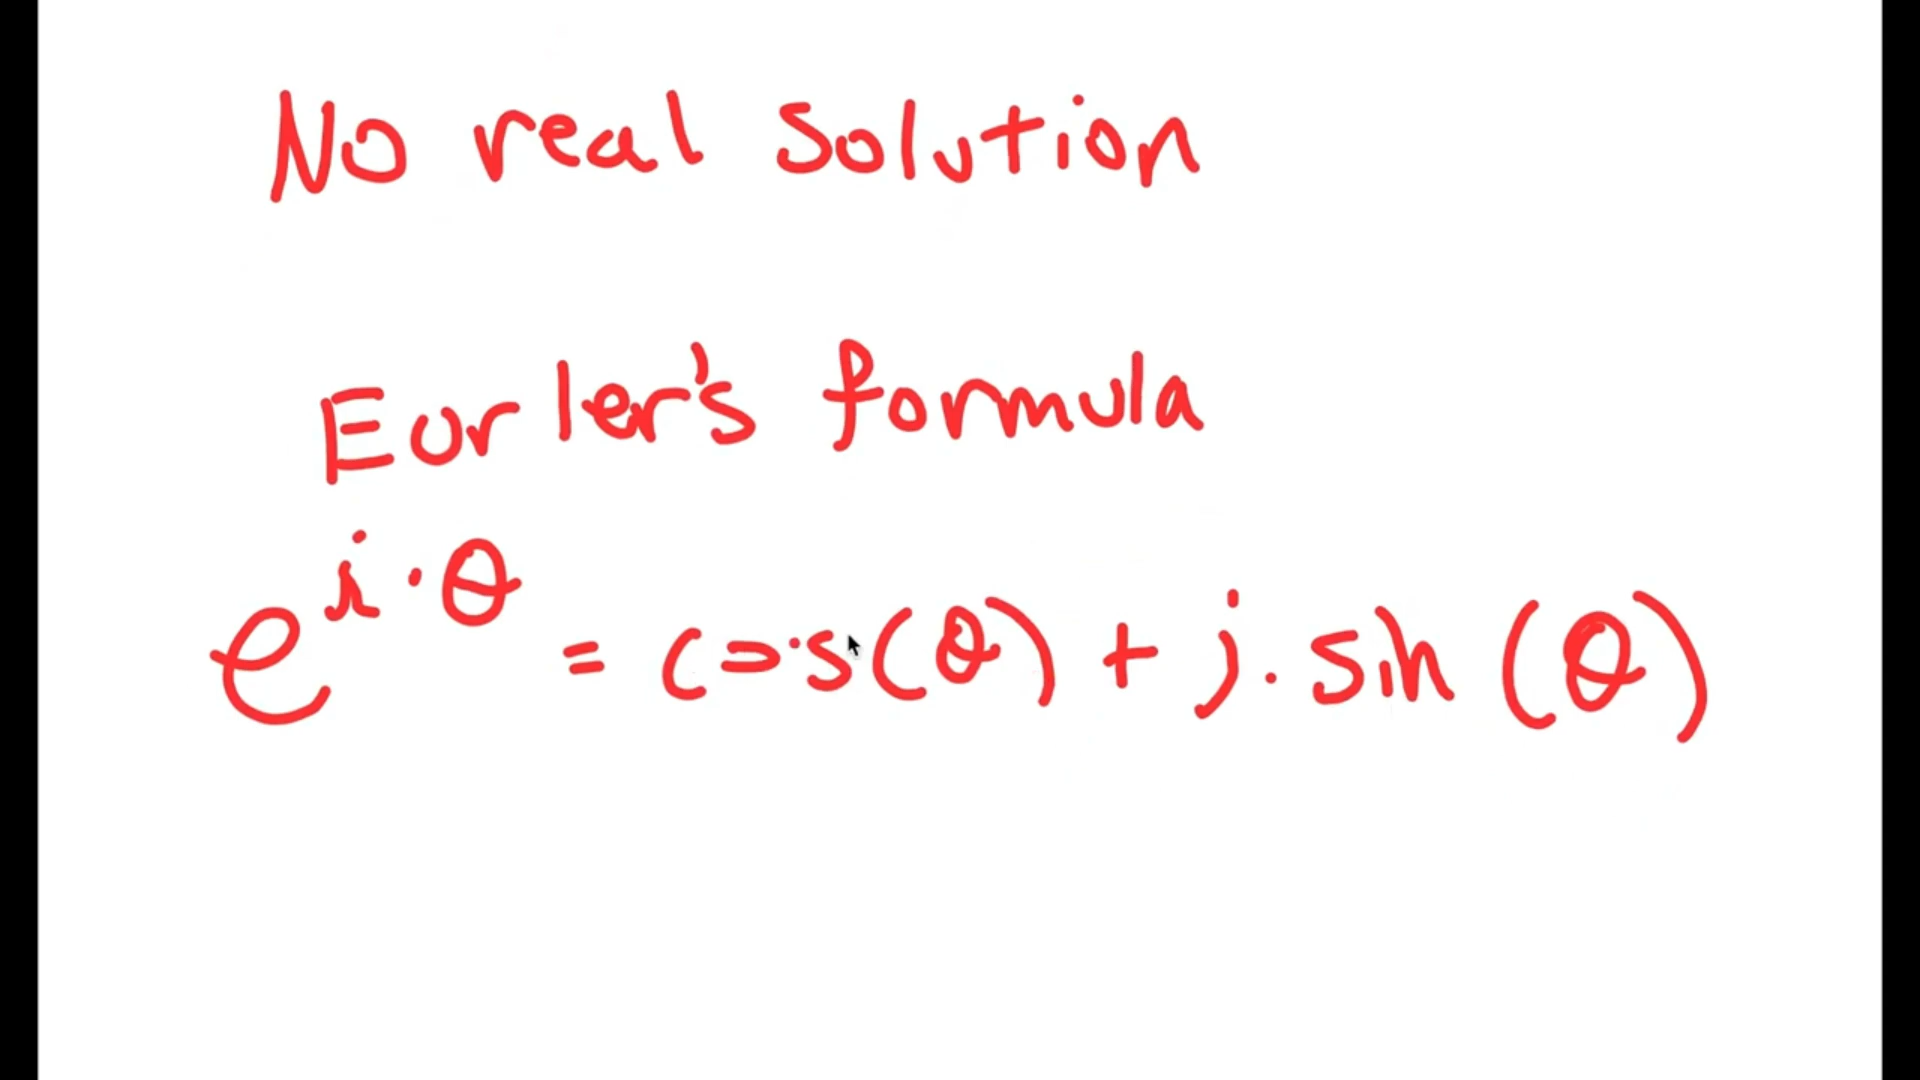 No real solution
Eurler's formula
e^{i·θ} = cos(θ) + j·sin(θ)